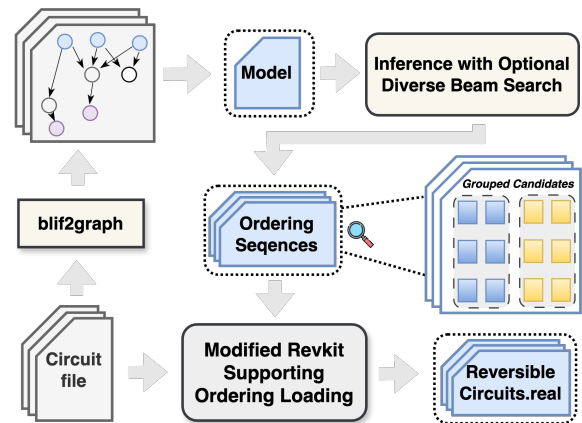 Model
Inference with Optional
Diverse Beam Search
blif2graph
Ordering
Seqences
Grouped Candidates
Circuit
file
Modified Revkit
Supporting
Ordering Loading
Reversible
Circuits.real